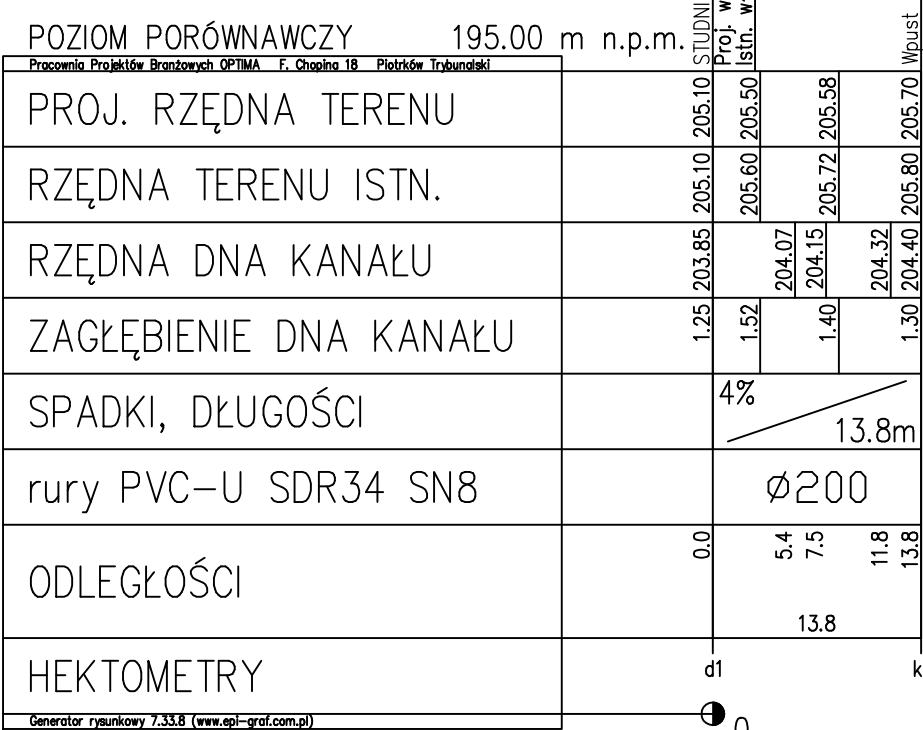 POZIOM PORÓWNAWCZY 195.00 m n.p.m. STUDNI Proj. Istn. Wpust
Pracownia Projektów Branżowych OPTIMA F. Chopina 18 Piotrków Trybunalski
PROJ. RZĘDNA TERENU 205.10 205.50 205.58 205.70
RZĘDNA TERENU ISTN. 205.10 205.60 205.72 205.80
RZĘDNA DNA KANAŁU 203.85 204.07 204.15 204.32 204.40
ZAGŁĘBIENIE DNA KANAŁU 1.25 1.52 1.40 1.30
SPADKI, DŁUGOŚCI 4% 13.8m
rury PVC-U SDR34 SN8 Ø200
ODLEGŁOŚCI 0.0 5.4 7.5 11.8 13.8
13.8
HEKTOMETRY d1 k
Generator rysunkowy 7.33.8 (www.epi-graf.com.pl)